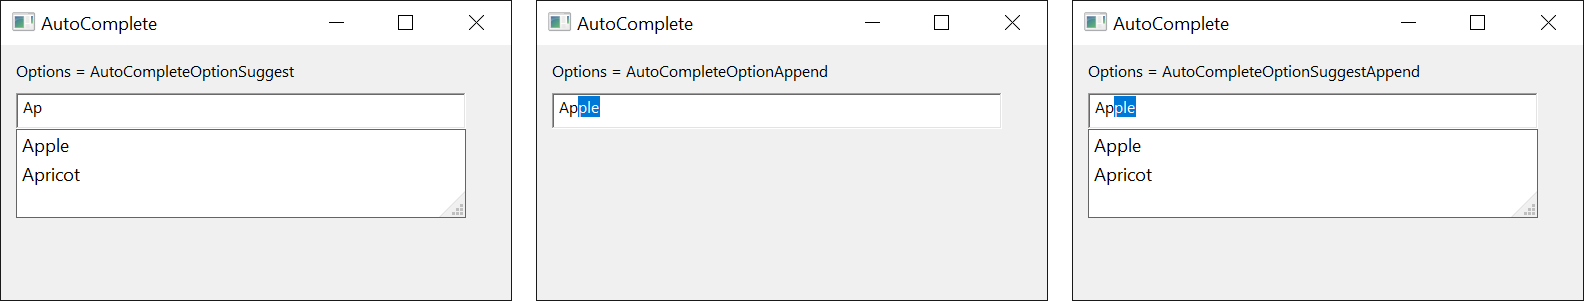 AutoComplete
Options = AutoCompleteOptionSuggest
Ap
Apple
Apricot
AutoComplete
Options = AutoCompleteOptionAppend
Apple
AutoComplete
Options = AutoCompleteOptionSuggestAppend
Apple
Apple
Apricot